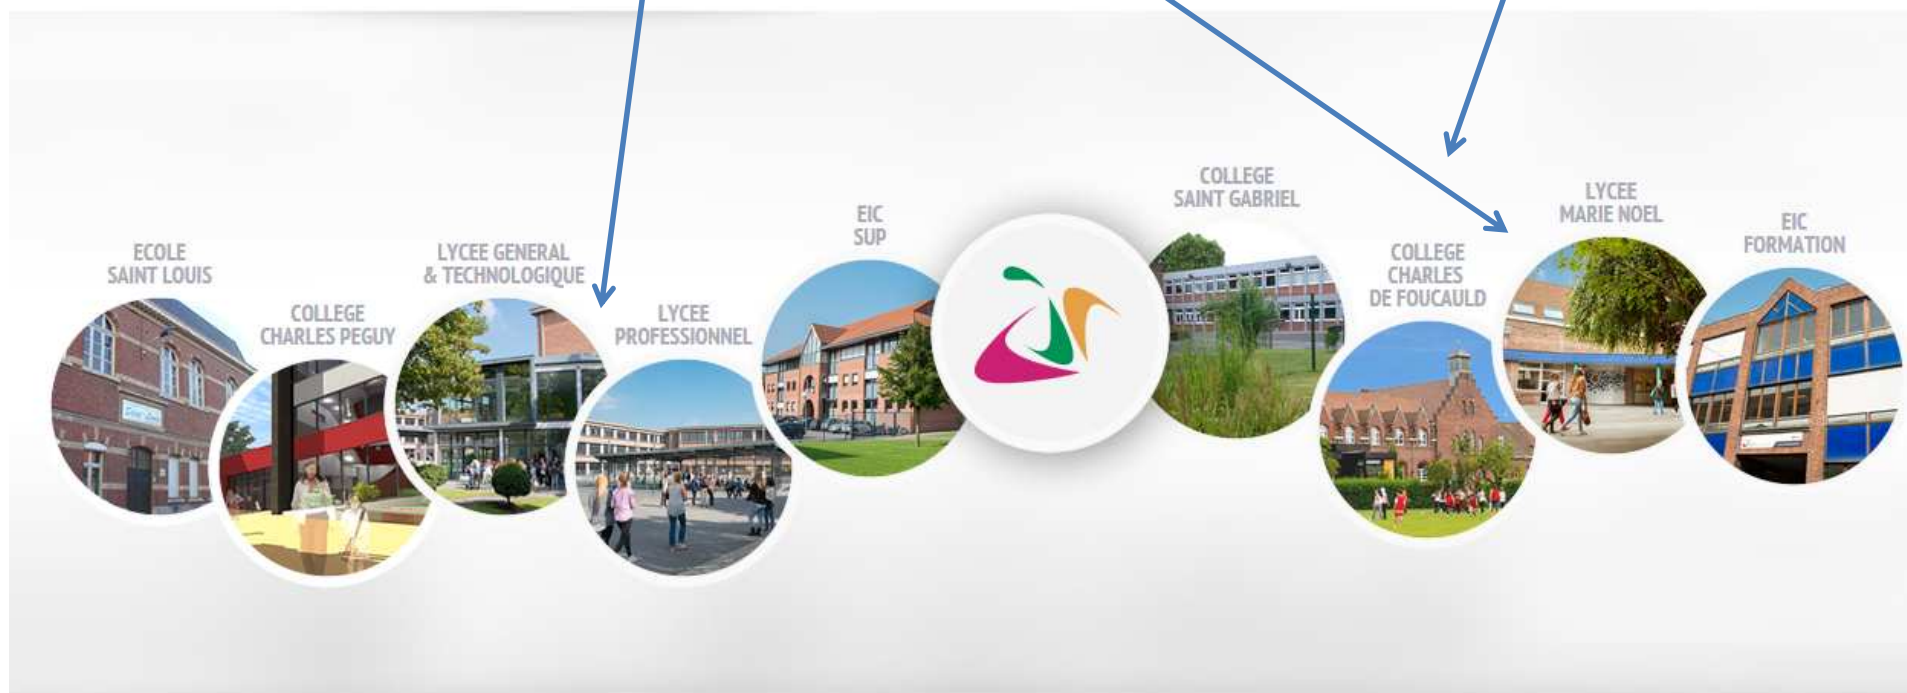 ECOLE
SAINT LOUIS
COLLEGE
CHARLES PEGUY
LYCEE GENERAL
& TECHNOLOGIQUE
LYCEE
PROFESSIONNEL
EIC
SUP
COLLEGE
SAINT GABRIEL
COLLEGE
CHARLES
DE FOUCAULD
LYCEE
MARIE NOEL
EIC
FORMATION